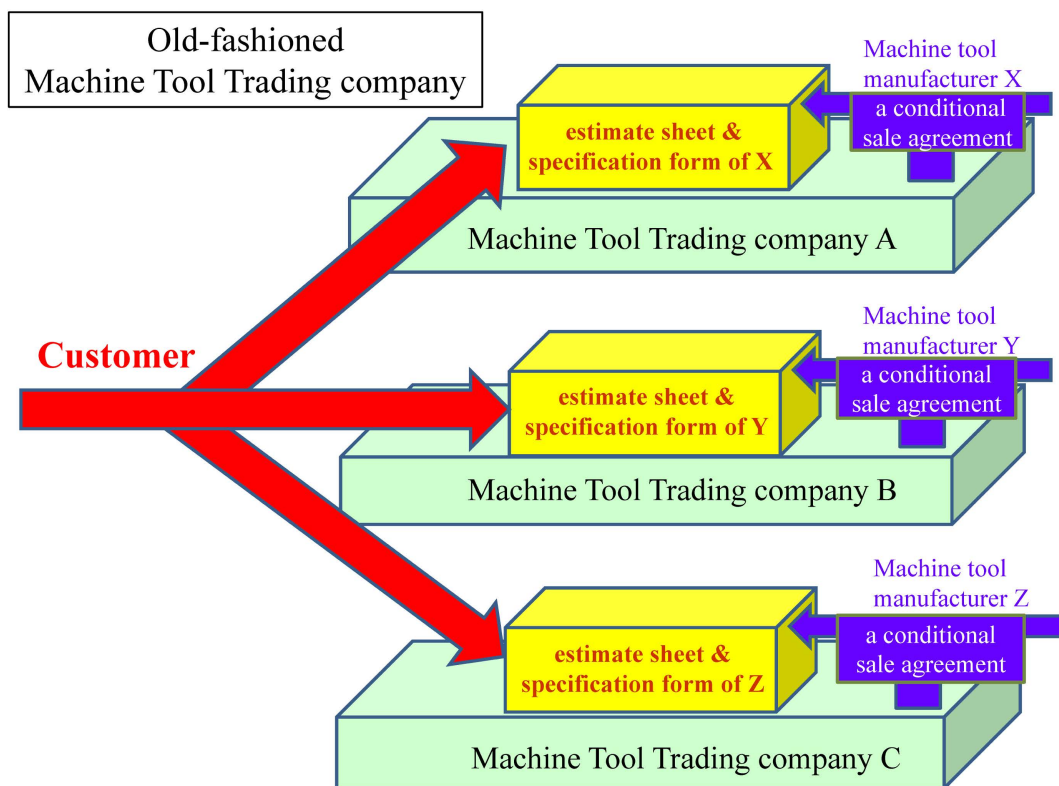 Old-fashioned
Machine Tool Trading company
Machine tool
manufacturer X
a conditional
sale agreement
estimate sheet &
specification form of X
Machine Tool Trading company A
Customer
Machine tool
manufacturer Y
a conditional
sale agreement
estimate sheet &
specification form of Y
Machine Tool Trading company B
Machine tool
manufacturer Z
a conditional
sale agreement
estimate sheet &
specification form of Z
Machine Tool Trading company C